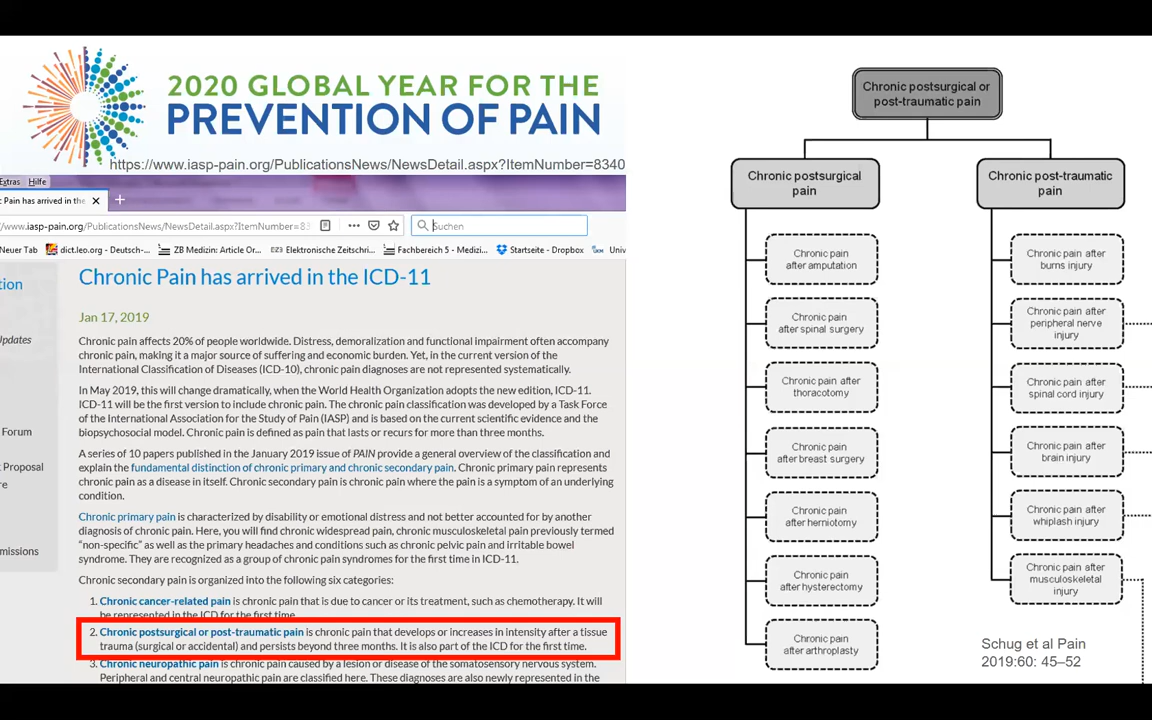 2020 GLOBAL YEAR FOR THE
PREVENTION OF PAIN
https://www.iasp-pain.org/PublicationsNews/NewsDetail.aspx?ItemNumber=8340
Extras Hilfe
Pain has arrived in the
/www.iasp-pain.org/PublicationsNews/NewsDetail.aspx?ItemNumber=83
Suchen
Neuer Tab dict.leo.org - Deutsch-... ZB Medizin: Article Or... Elektronische Zeitschri... Fachbereich 5 - Medizi... Startseite - Dropbox Univ
tion
Updates
Forum
Proposal
re
missions
Chronic Pain has arrived in the ICD-11
Jan 17, 2019
Chronic pain affects 20% of people worldwide. Distress, demoralization and functional impairment often accompany
chronic pain, making it a major source of suffering and economic burden. Yet, in the current version of the
International Classification of Diseases (ICD-10), chronic pain diagnoses are not represented systematically.
In May 2019, this will change dramatically, when the World Health Organization adopts the new edition, ICD-11.
ICD-11 will be the first version to include chronic pain. The chronic pain classification was developed by a Task Force
of the International Association for the Study of Pain (IASP) and is based on the current scientific evidence and the
biopsychosocial model. Chronic pain is defined as pain that lasts or recurs for more than three months.
A series of 10 papers published in the January 2019 issue of PAIN provide a general overview of the classification and
explain the fundamental distinction of chronic primary and chronic secondary pain. Chronic primary pain represents
chronic pain as a disease in itself. Chronic secondary pain is chronic pain where the pain is a symptom of an underlying
condition.
Chronic primary pain is characterized by disability or emotional distress and not better accounted for by another
diagnosis of chronic pain. Here, you will find chronic widespread pain, chronic musculoskeletal pain previously termed
“non-specific” as well as the primary headaches and conditions such as chronic pelvic pain and irritable bowel
syndrome. They are recognized as a group of chronic pain syndromes for the first time in ICD-11.
Chronic secondary pain is organized into the following six categories:
1. Chronic cancer-related pain is chronic pain that is due to cancer or its treatment, such as chemotherapy. It will
be represented in the ICD for the first time.
2. Chronic postsurgical or post-traumatic pain is chronic pain that develops or increases in intensity after a tissue
trauma (surgical or accidental) and persists beyond three months. It is also part of the ICD for the first time.
3. Chronic neuropathic pain is chronic pain caused by a lesion or disease of the somatosensory nervous system.
Peripheral and central neuropathic pain are classified here. These diagnoses are also newly represented in the
Chronic postsurgical or
post-traumatic pain
Chronic postsurgical
pain
Chronic pain
after amputation
Chronic pain
after spinal surgery
Chronic pain after
thoracotomy
Chronic pain
after breast surgery
Chronic pain
after herniotomy
Chronic pain
after hysterectomy
Chronic pain
after arthroplasty
Chronic post-traumatic
pain
Chronic pain after
burns injury
Chronic pain after
peripheral nerve
injury
Chronic pain after
spinal cord injury
Chronic pain after
brain injury
Chronic pain after
whiplash injury
Chronic pain after
musculoskeletal
injury
Schug et al Pain
2019:60: 45–52